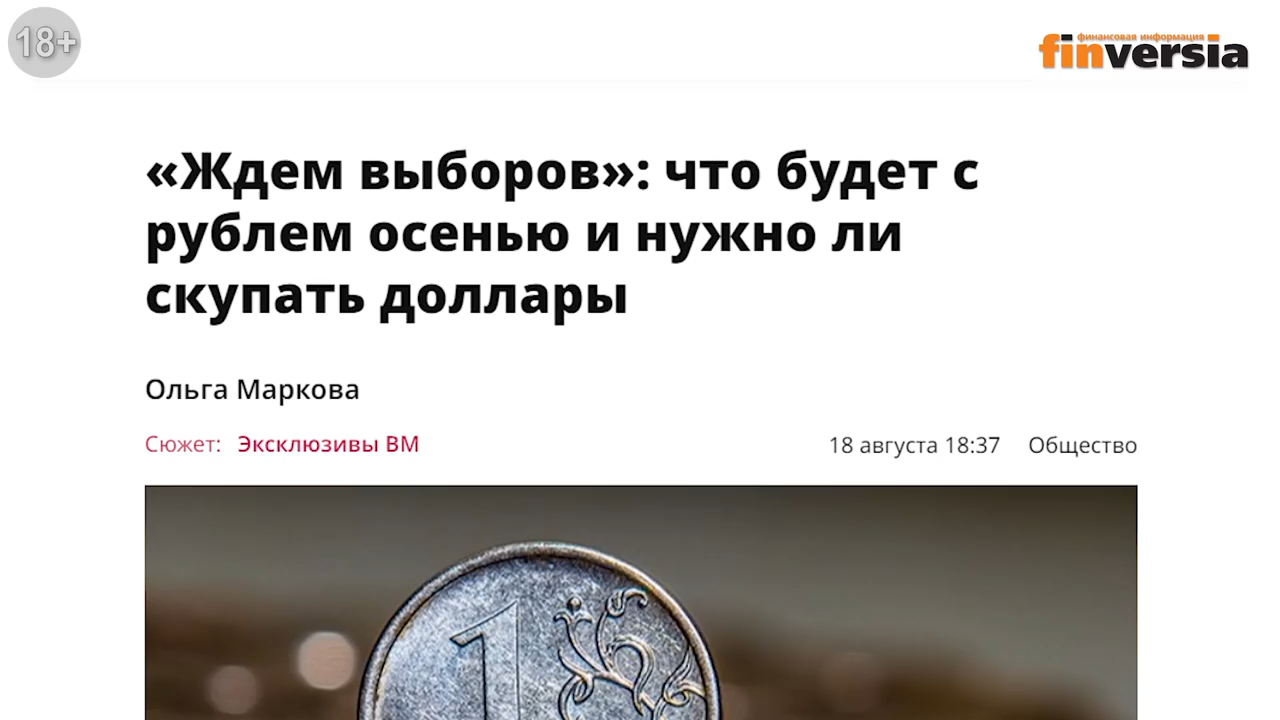 18+
финансовая информация
finversia
«Ждем выборов»: что будет с
рублем осенью и нужно ли
скупать доллары
Ольга Маркова
Сюжет: Эксклюзивы ВМ
18 августа 18:37 Общество
1